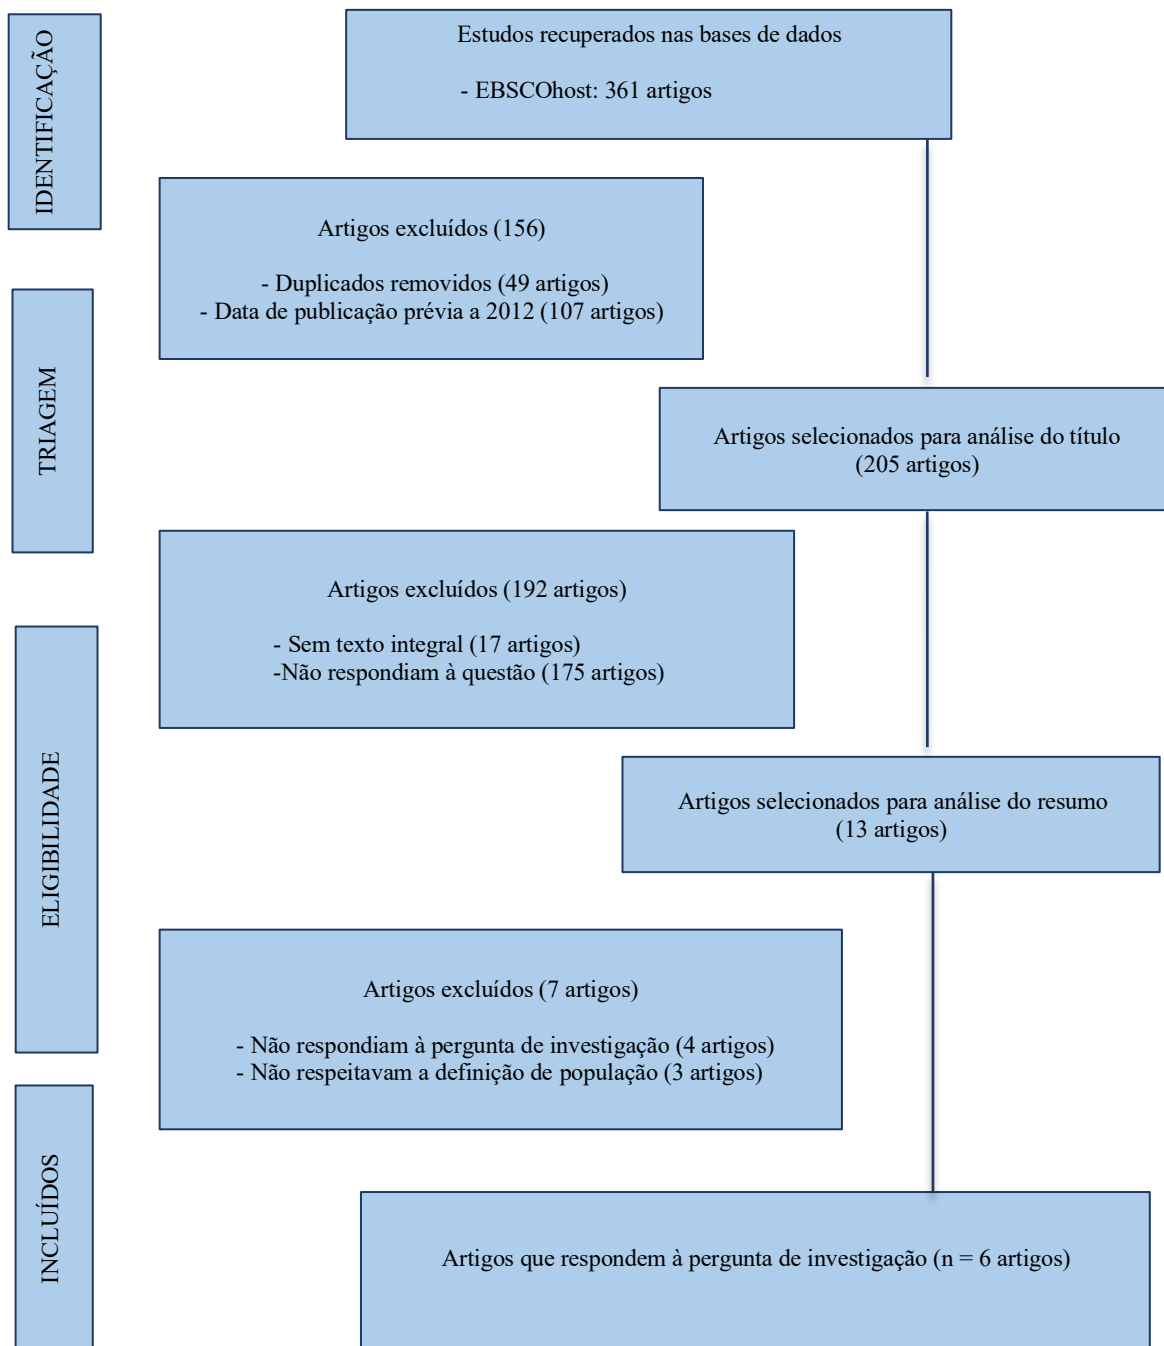 IDENTIFICAÇÃO
Estudos recuperados nas bases de dados
- EBSCOhost: 361 artigos
Artigos excluídos (156)
- Duplicados removidos (49 artigos)
- Data de publicação prévia a 2012 (107 artigos)
TRIAGEM
Artigos selecionados para análise do título
(205 artigos)
Artigos excluídos (192 artigos)
- Sem texto integral (17 artigos)
-Não respondiam à questão (175 artigos)
ELIGIBILIDADE
Artigos selecionados para análise do resumo
(13 artigos)
Artigos excluídos (7 artigos)
- Não respondiam à pergunta de investigação (4 artigos)
- Não respeitavam a definição de população (3 artigos)
INCLUÍDOS
Artigos que respondem à pergunta de investigação (n = 6 artigos)